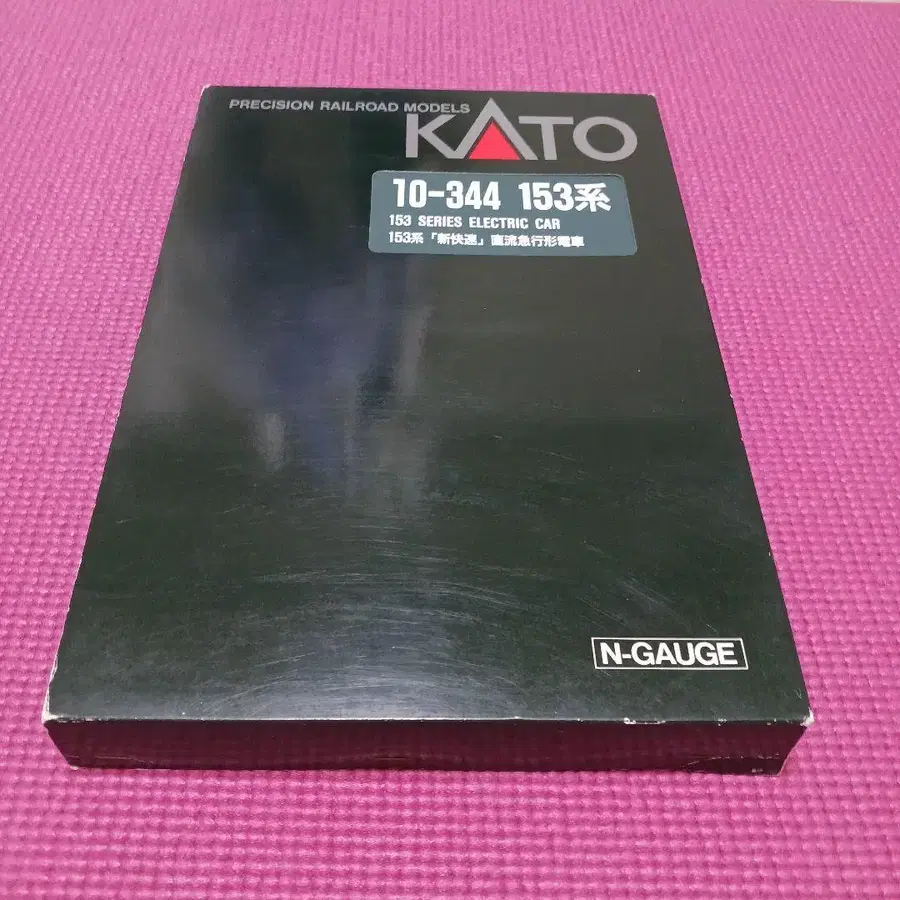 PRECISION RAILROAD MODELS
KATO
10-344 153系
153 SERIES ELECTRIC CAR
153系「新快速」直流急行形電車
N-GAUGE